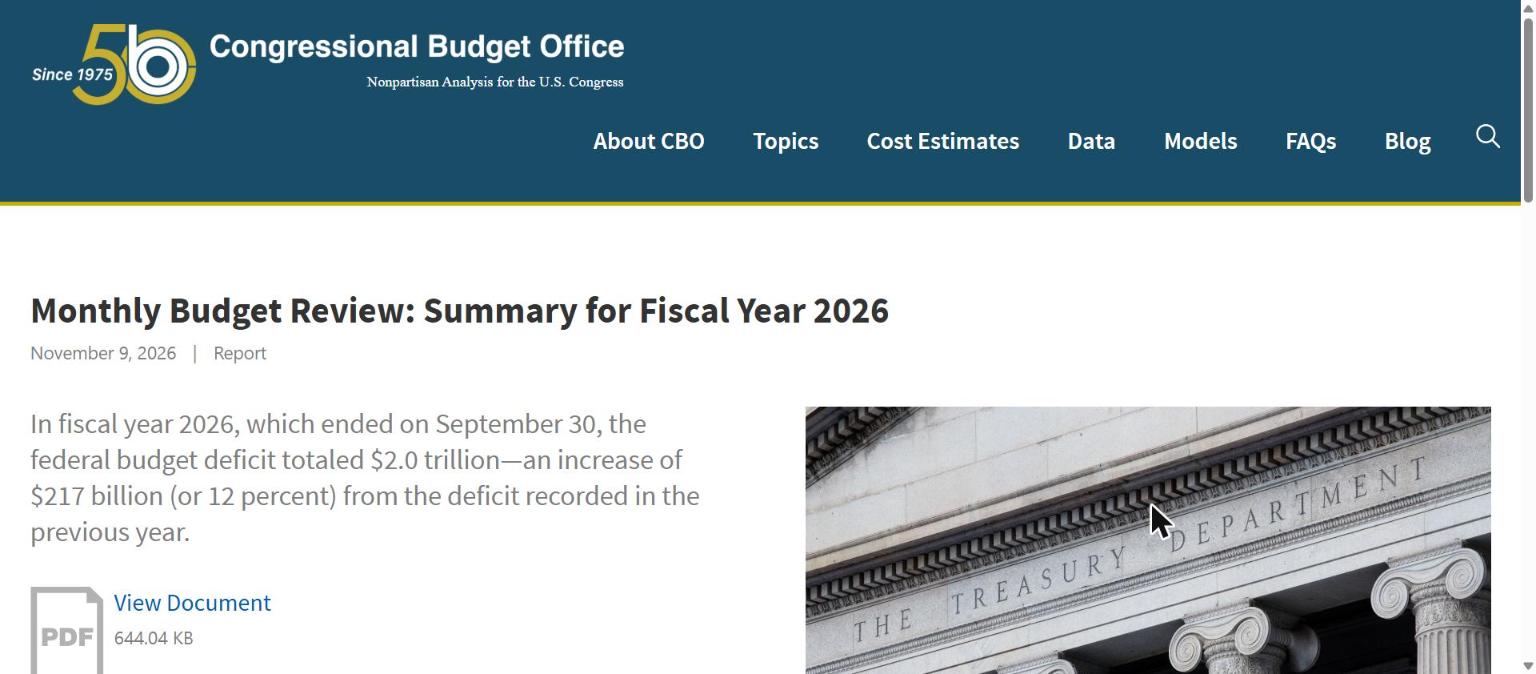 Since 1975
50
Congressional Budget Office
Nonpartisan Analysis for the U.S. Congress
About CBO Topics Cost Estimates Data Models FAQs Blog
Monthly Budget Review: Summary for Fiscal Year 2026
November 9, 2026 | Report
In fiscal year 2026, which ended on September 30, the
federal budget deficit totaled $2.0 trillion—an increase of
$217 billion (or 12 percent) from the deficit recorded in the
previous year.
PDF
View Document
644.04 KB
THE TREASURY DEPARTMENT